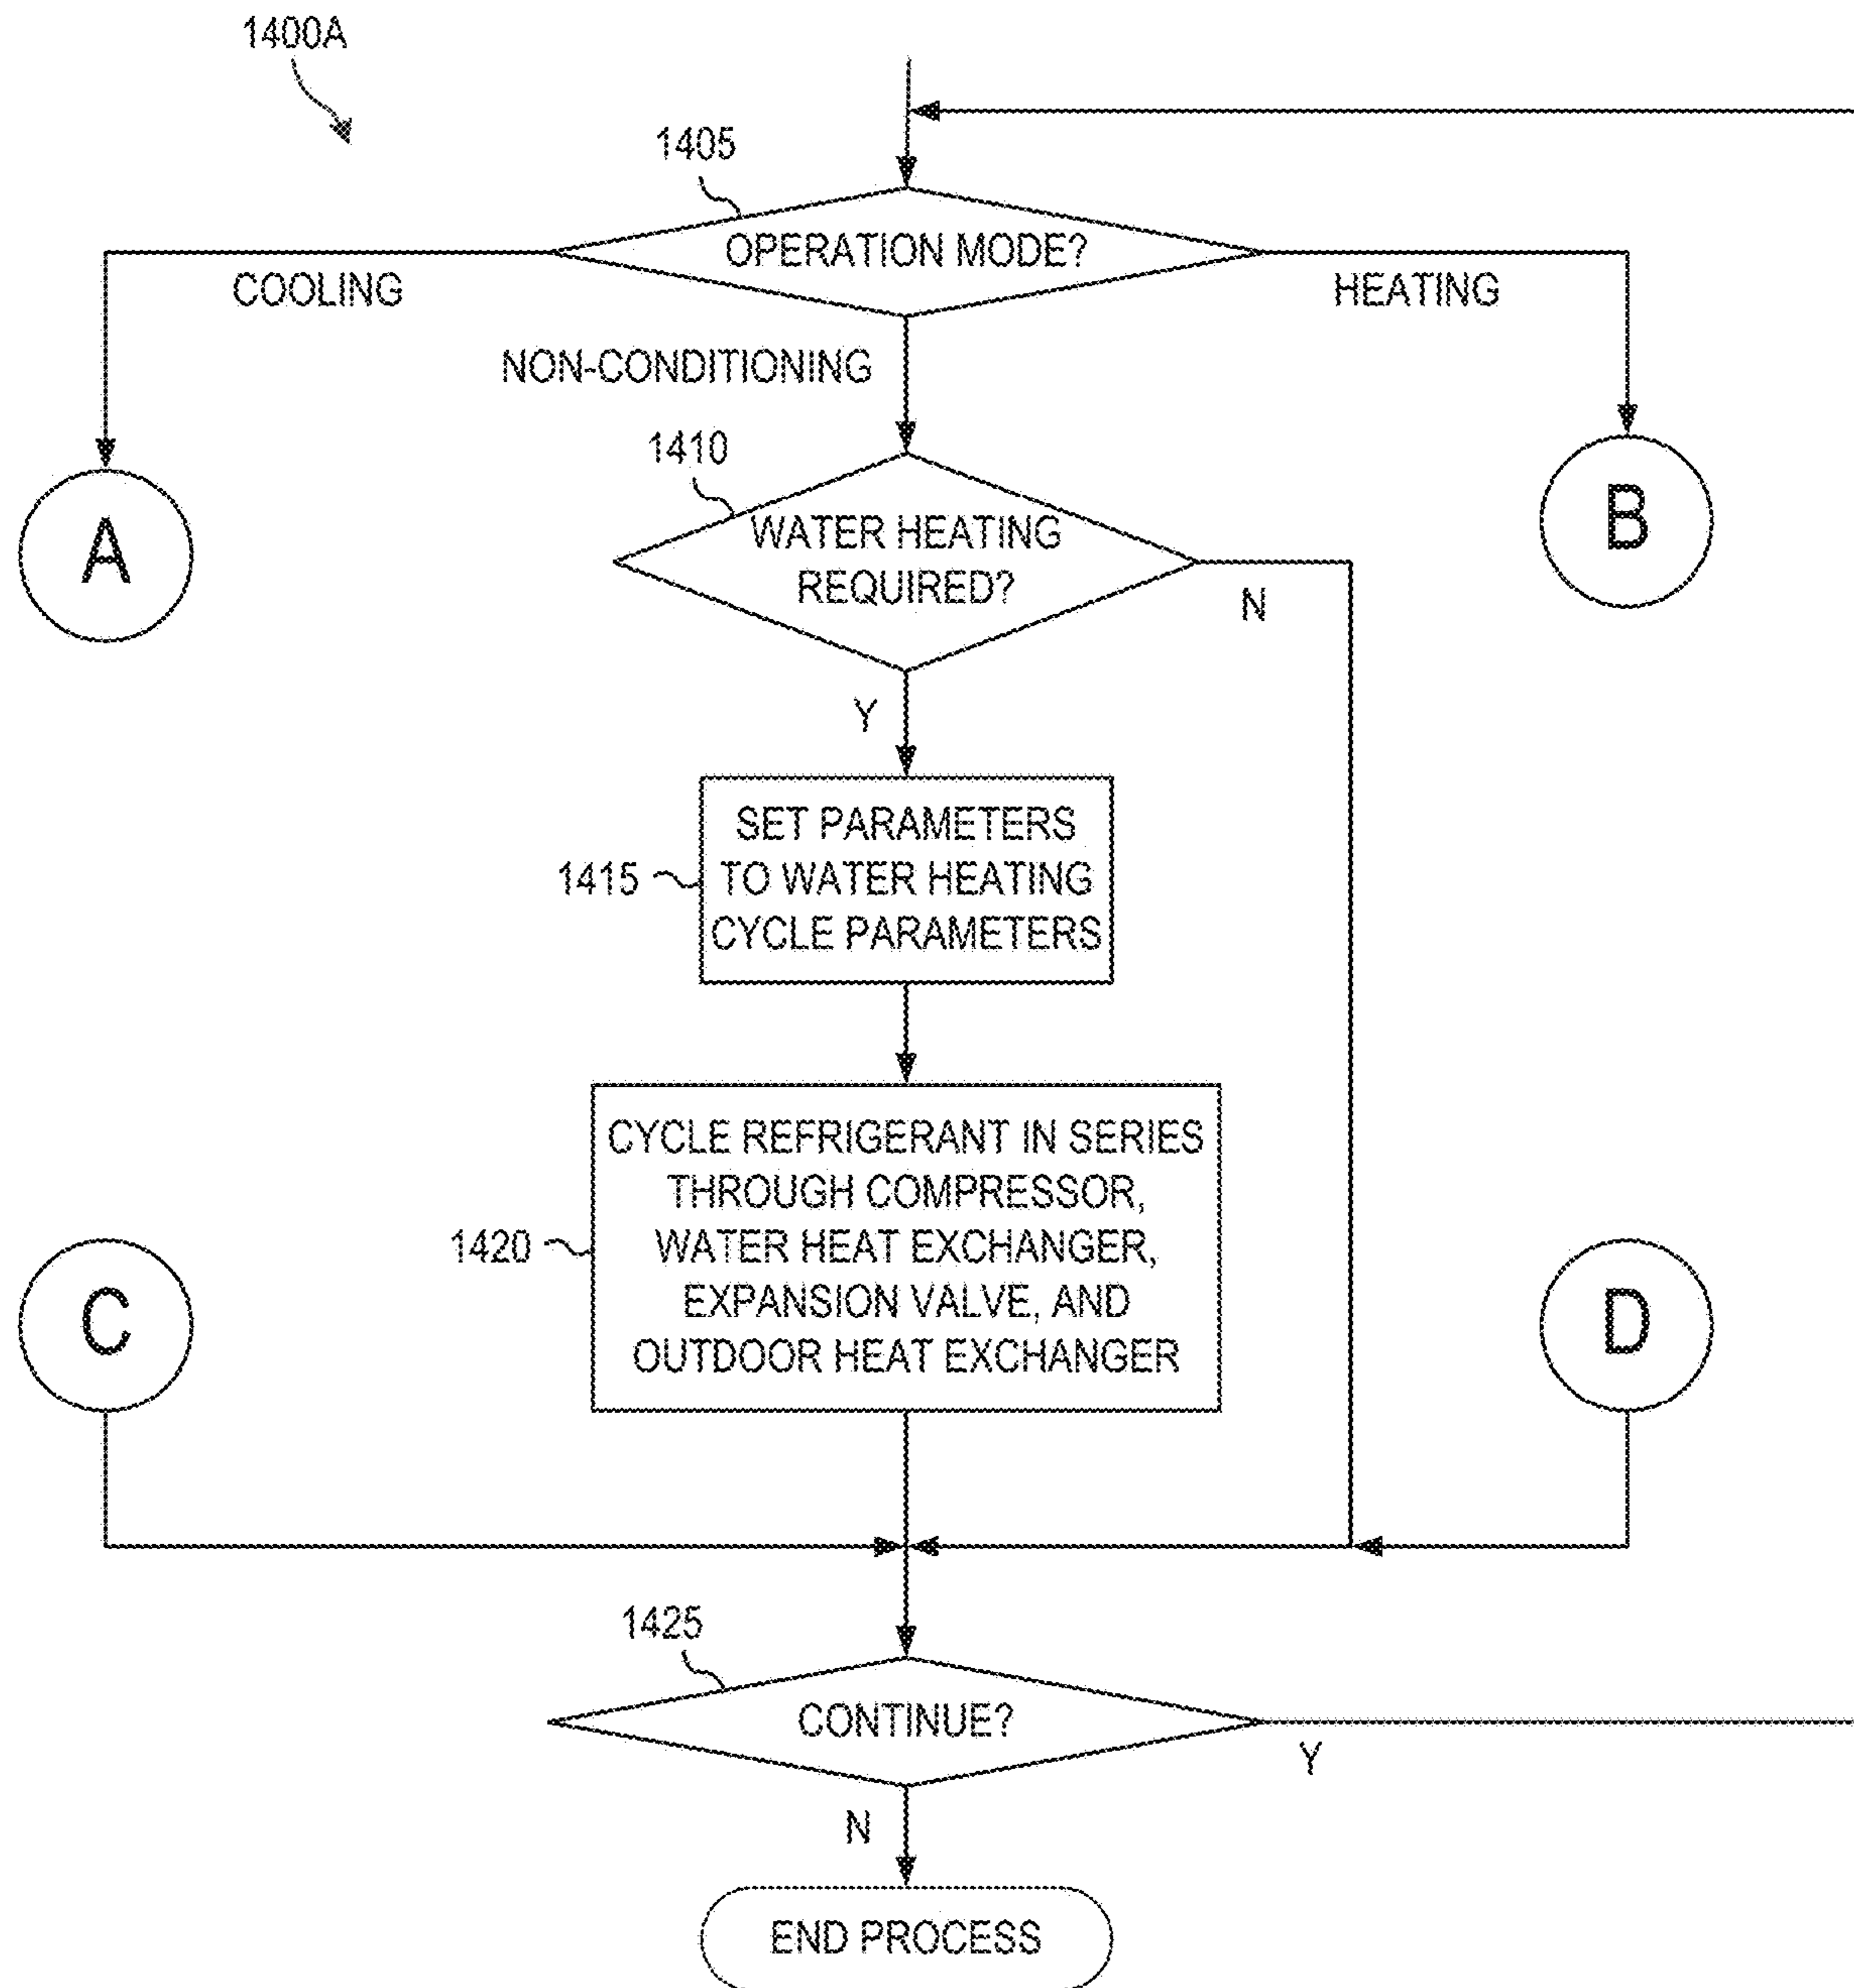 1400A
1405
OPERATION MODE?
COOLING
HEATING
NON-CONDITIONING
1410
A
B
WATER HEATING
REQUIRED?
N
Y
SET PARAMETERS
TO WATER HEATING
CYCLE PARAMETERS
1415
CYCLE REFRIGERANT IN SERIES
THROUGH COMPRESSOR,
WATER HEAT EXCHANGER,
EXPANSION VALVE, AND
OUTDOOR HEAT EXCHANGER
1420
C
D
1425
CONTINUE?
Y
N
END PROCESS